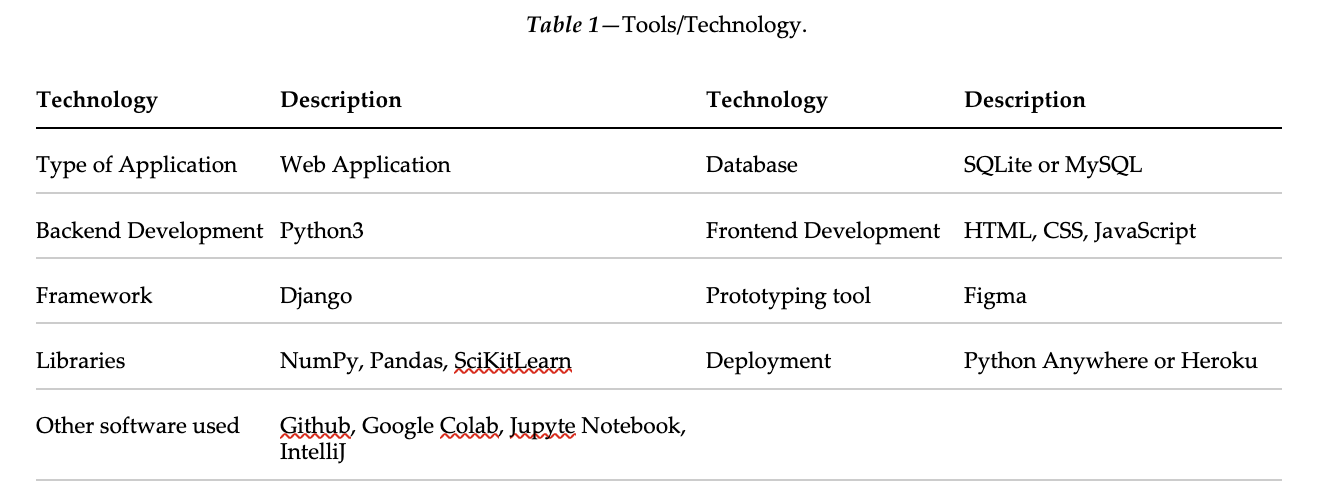 Table 1—Tools/Technology.
Technology Description Technology Description
Type of Application Web Application Database SQLite or MySQL
Backend Development Python3 Frontend Development HTML, CSS, JavaScript
Framework Django Prototyping tool Figma
Libraries NumPy, Pandas, SciKitLearn Deployment Python Anywhere or Heroku
Other software used Github, Google Colab, Jupyte Notebook,
IntelliJ